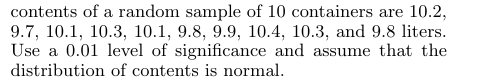 contents of a random sample of 10 containers are 10.2,
9.7, 10.1, 10.3, 10.1, 9.8, 9.9, 10.4, 10.3, and 9.8 liters.
Use a 0.01 level of significance and assume that the
distribution of contents is normal.